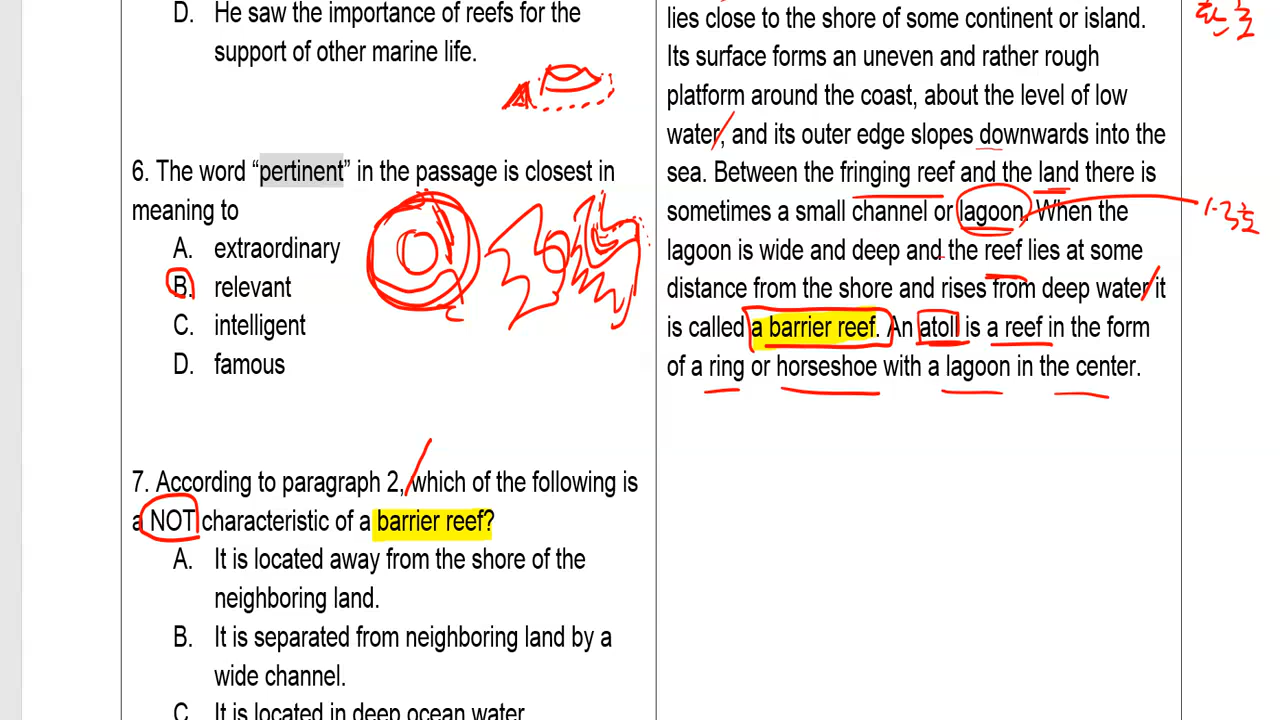 D. He saw the importance of reefs for the
support of other marine life.
6. The word “pertinent” in the passage is closest in
meaning to
A. extraordinary
B. relevant
C. intelligent
D. famous
7. According to paragraph 2, which of the following is
a NOT characteristic of a barrier reef?
A. It is located away from the shore of the
neighboring land.
B. It is separated from neighboring land by a
wide channel.
C. It is located in deep ocean water
lies close to the shore of some continent or island.
Its surface forms an uneven and rather rough
platform around the coast, about the level of low
water, and its outer edge slopes downwards into the
sea. Between the fringing reef and the land there is
sometimes a small channel or lagoon. When the
lagoon is wide and deep and the reef lies at some
distance from the shore and rises from deep water it
is called a barrier reef. An atoll is a reef in the form
of a ring or horseshoe with a lagoon in the center.